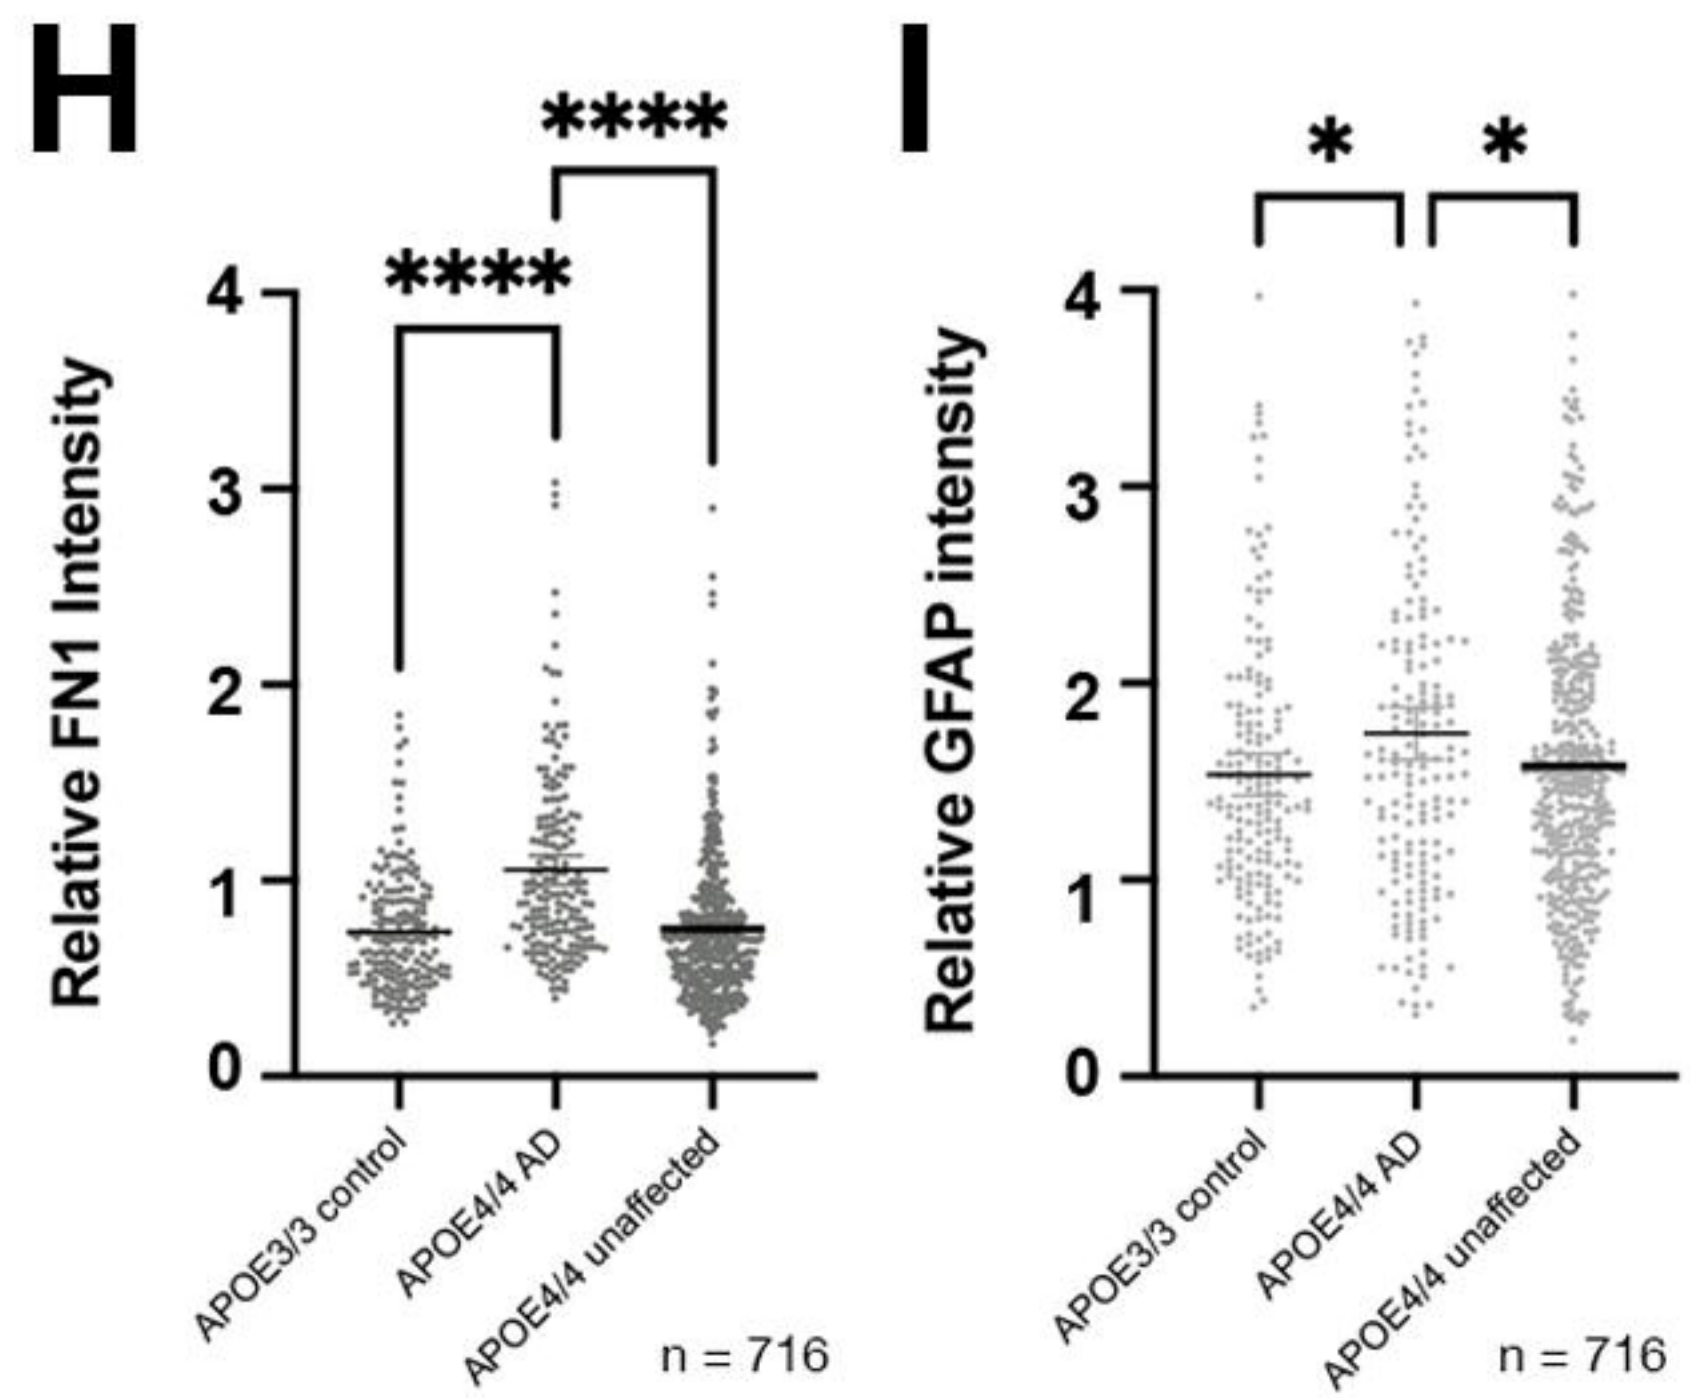 H
****
****
Relative FN1 Intensity
4
3
2
1
0
APOE3/3 control
APOE4/4 AD
APOE4/4 unaffected
n = 716
I
*
*
Relative GFAP intensity
4
3
2
1
0
APOE3/3 control
APOE4/4 AD
APOE4/4 unaffected
n = 716